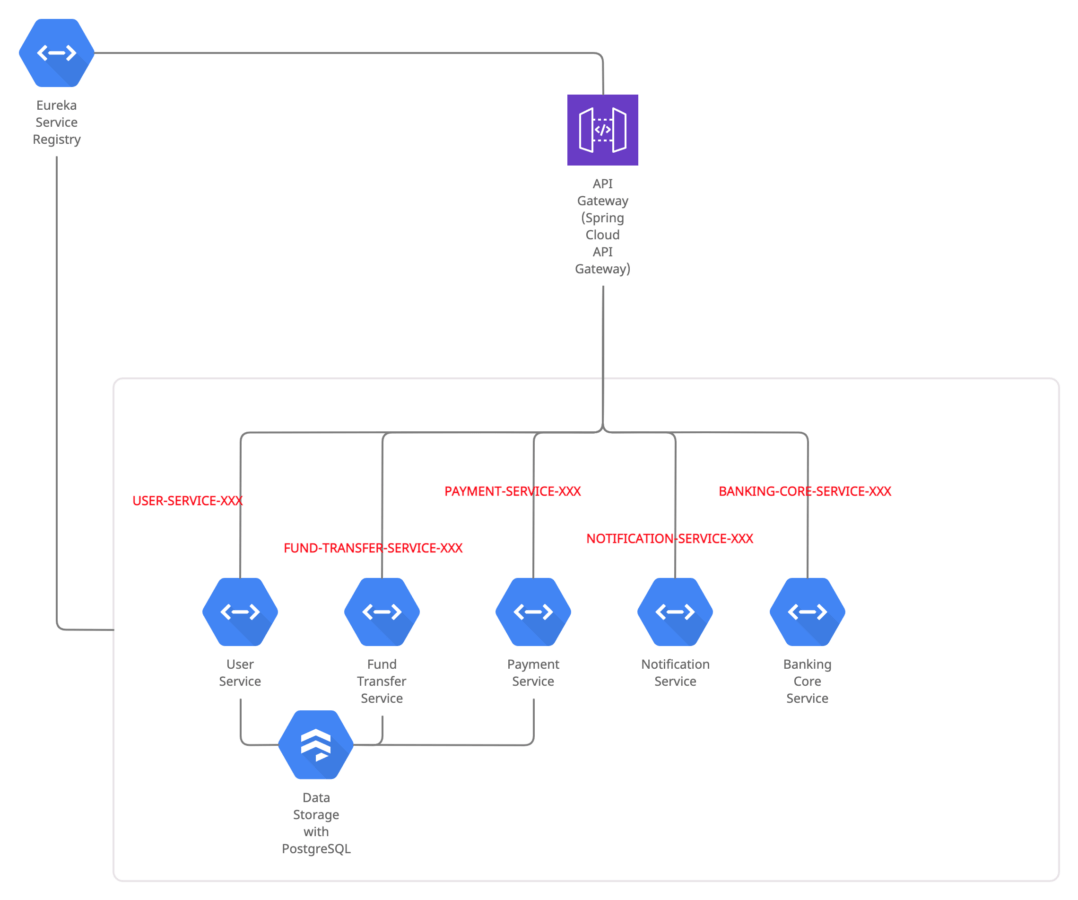 Eureka
Service
Registry
API
Gateway
(Spring
Cloud
API
Gateway)
USER-SERVICE-XXX
FUND-TRANSFER-SERVICE-XXX
PAYMENT-SERVICE-XXX
NOTIFICATION-SERVICE-XXX
BANKING-CORE-SERVICE-XXX
User
Service
Fund
Transfer
Service
Payment
Service
Notification
Service
Banking
Core
Service
Data
Storage
with
PostgreSQL